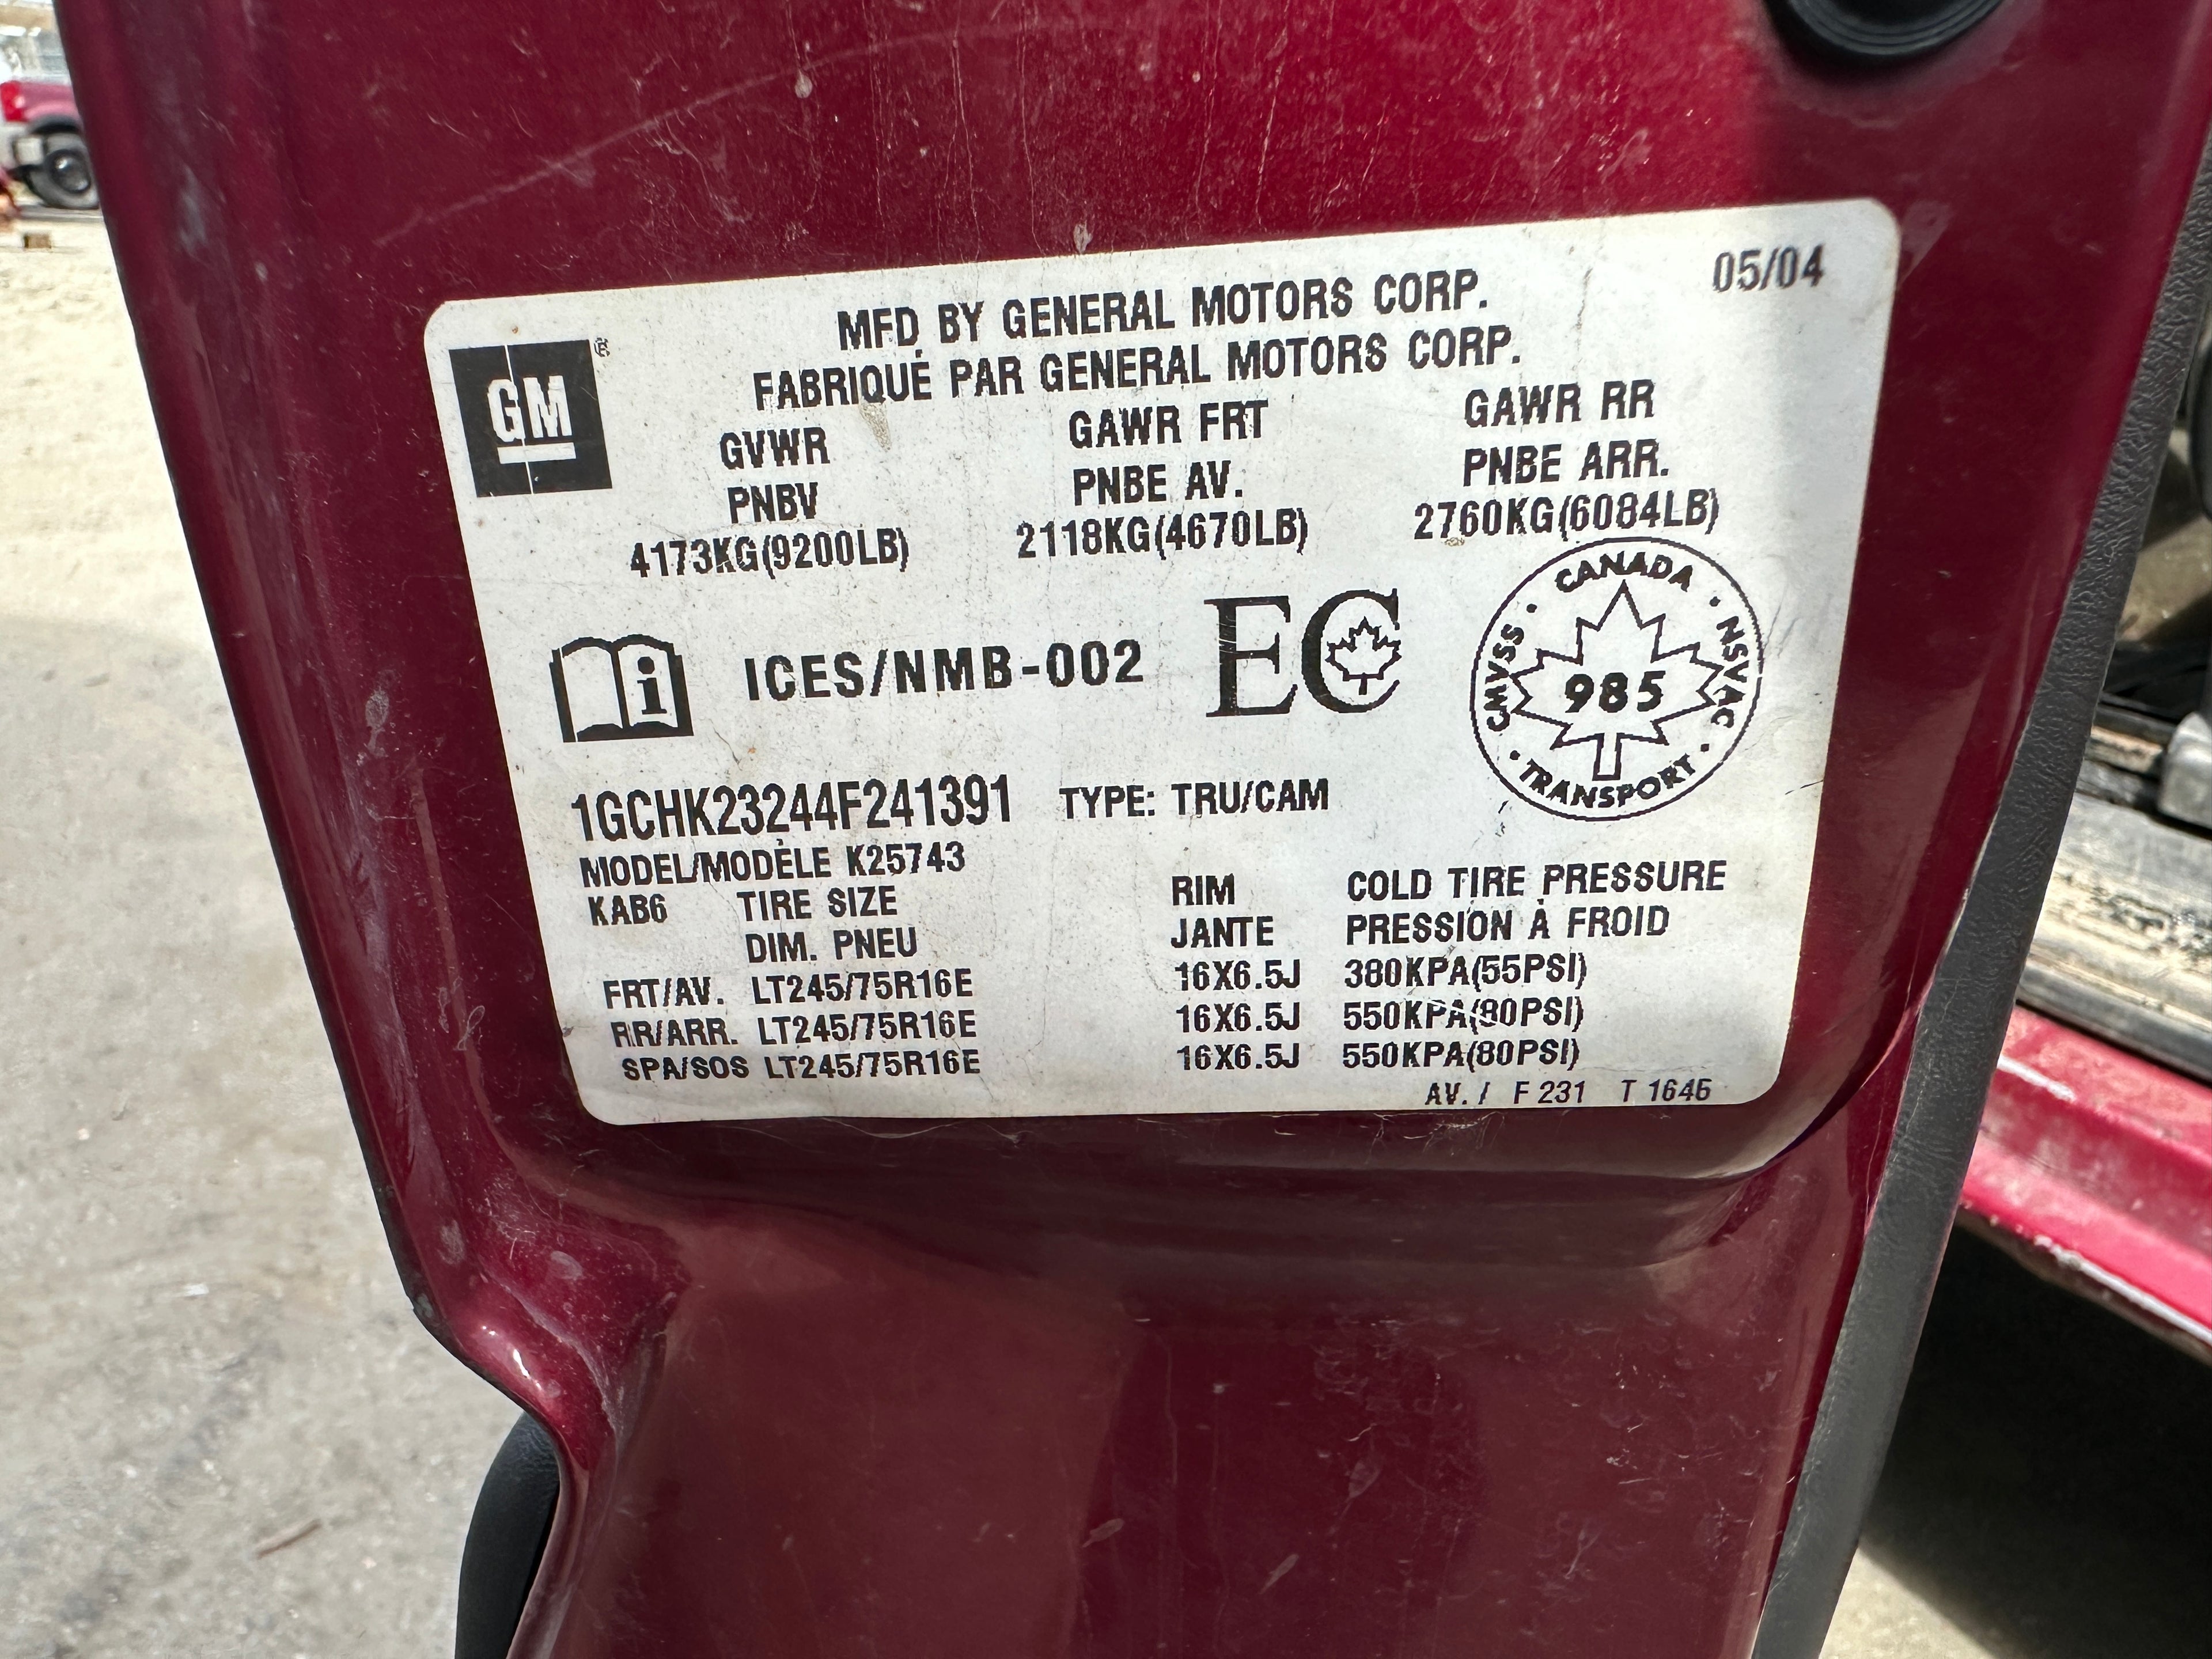 05/04
MFD BY GENERAL MOTORS CORP.
FABRIQUÉ PAR GENERAL MOTORS CORP.
GM ®
GVWR GAWR FRT GAWR RR
PNBV PNBE AV. PNBE ARR.
4173KG(9200LB) 2118KG(4670LB) 2760KG(6084LB)
i ICES/NMB-002 EC
CANADA · NSVAC · TRANSPORT · CMVSS ·
985
1GCHK23244F241391 TYPE: TRU/CAM
MODEL/MODÈLE K25743
KAB6 TIRE SIZE RIM COLD TIRE PRESSURE
DIM. PNEU JANTE PRESSION À FROID
FRT/AV. LT245/75R16E 16X6.5J 380KPA(55PSI)
RR/ARR. LT245/75R16E 16X6.5J 550KPA(80PSI)
SPA/SOS LT245/75R16E 16X6.5J 550KPA(80PSI)
AV. / F 231 T 1645